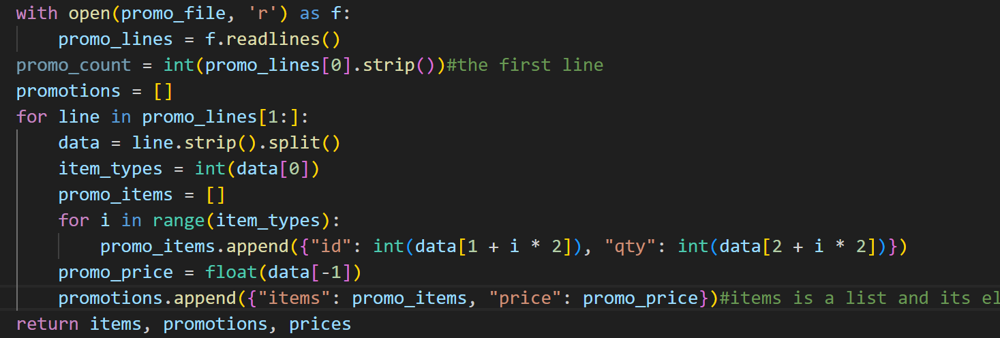 with open(promo_file, 'r') as f:
    promo_lines = f.readlines()
promo_count = int(promo_lines[0].strip())#the first line
promotions = []
for line in promo_lines[1:]:
    data = line.strip().split()
    item_types = int(data[0])
    promo_items = []
    for i in range(item_types):
        promo_items.append({"id": int(data[1 + i * 2]), "qty": int(data[2 + i * 2])})
    promo_price = float(data[-1])
    promotions.append({"items": promo_items, "price": promo_price})#items is a list and its el
return items, promotions, prices